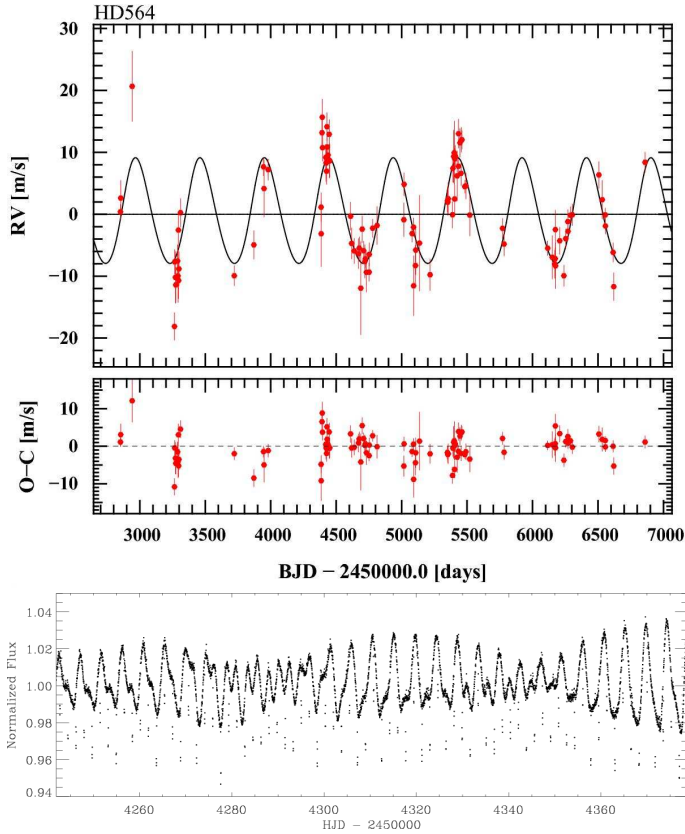 HD564
30
20
10
0
−10
−20
RV [m/s]
10
0
−10
O−C [m/s]
3000 3500 4000 4500 5000 5500 6000 6500 7000
BJD − 2450000.0 [days]
1.04
1.02
1.00
0.98
0.96
0.94
Normalized Flux
4260 4280 4300 4320 4340 4360
HJD − 2450000